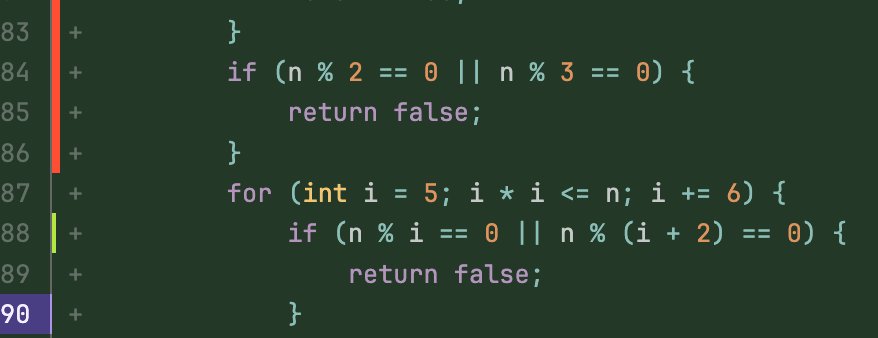 83 + }
84 + if (n % 2 == 0 || n % 3 == 0) {
85 + return false;
86 + }
87 + for (int i = 5; i * i <= n; i += 6) {
88 + if (n % i == 0 || n % (i + 2) == 0) {
89 + return false;
90 + }